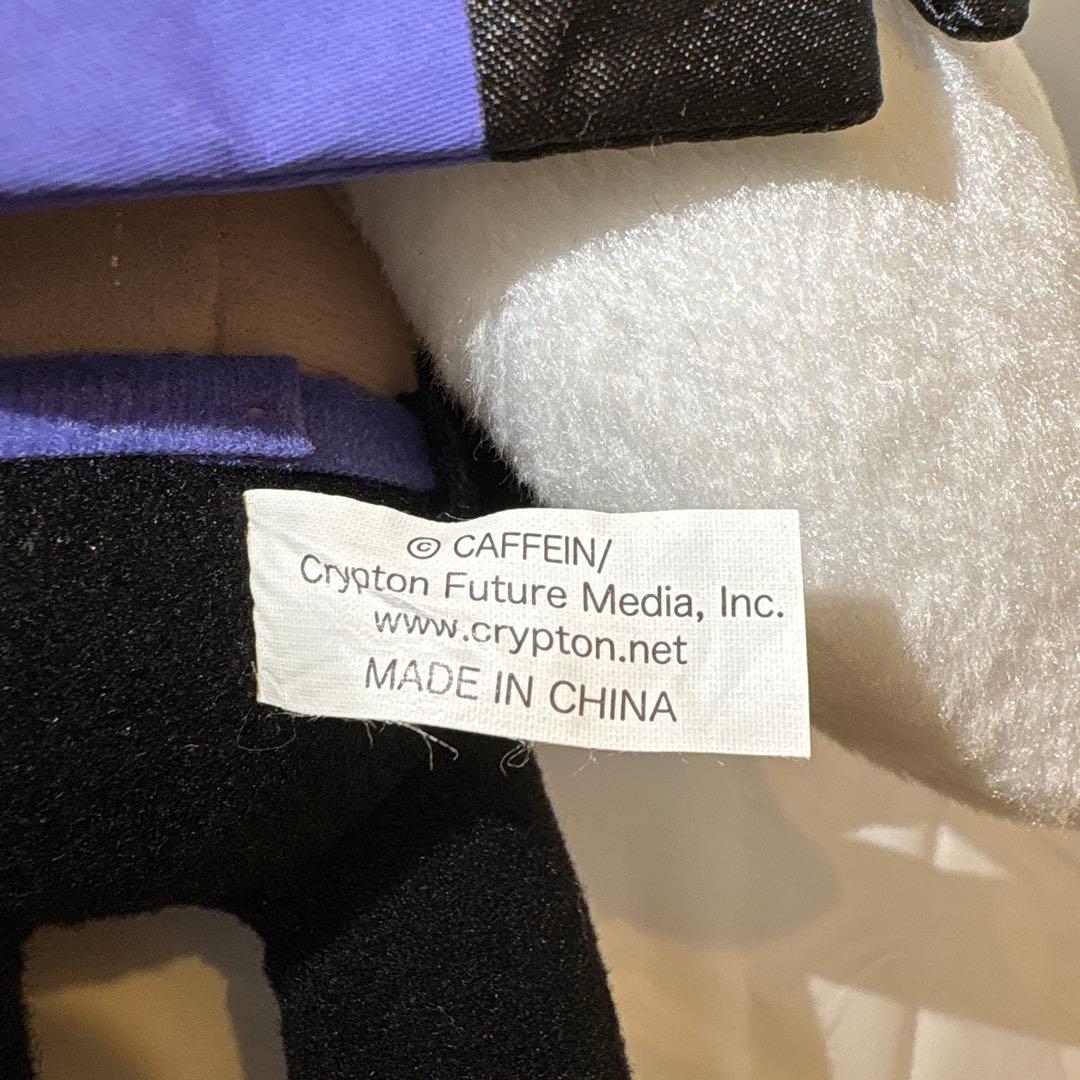 © CAFFEIN/
Crypton Future Media, Inc.
www.crypton.net
MADE IN CHINA